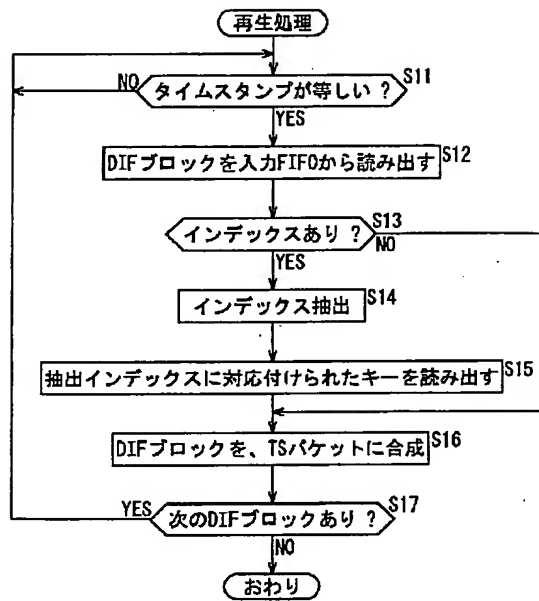 再生処理
NO
タイムスタンプが等しい ?
S11
YES
DIFブロックを入力FIFOから読み出す
S12
インデックスあり ?
S13
NO
YES
インデックス抽出
S14
抽出インデックスに対応付けられたキーを読み出す
S15
DIFブロックを、TSパケットに合成
S16
YES
次のDIFブロックあり ?
S17
NO
おわり